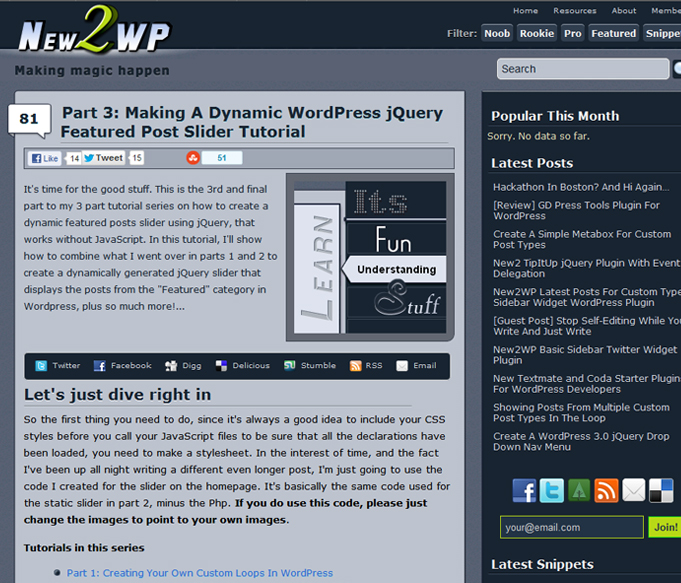 Home Resources About Membe
New2WP
Making magic happen
Filter: Noob Rookie Pro Featured Snippe
Search
81
Part 3: Making A Dynamic WordPress jQuery
Featured Post Slider Tutorial
Like 14 Tweet 15 51
It's time for the good stuff. This is the 3rd and final
part to my 3 part tutorial series on how to create a
dynamic featured posts slider using jQuery, that
works without JavaScript. In this tutorial, I'll show
how to combine what I went over in parts 1 and 2 to
create a dynamically generated jQuery slider that
displays the posts from the "Featured" category in
Wordpress, plus so much more!...
LEARN
Its
Fun
Understanding
Stuff
Twitter Facebook Digg Delicious Stumble RSS Email
Let's just dive right in
So the first thing you need to do, since it's always a good idea to include your CSS
styles before you call your JavaScript files to be sure that all the declarations have
been loaded, you need to make a stylesheet. In the interest of time, and the fact
I've been up all night writing a different even longer post, I'm just going to use the
code I created for the slider on the homepage. It's basically the same code used for
the static slider in part 2, minus the Php. If you do use this code, please just
change the images to point to your own images.
Tutorials in this series
Part 1: Creating Your Own Custom Loops In WordPress
Popular This Month
Sorry. No data so far.
Latest Posts
Hackathon In Boston? And Hi Again...
[Review] GD Press Tools Plugin For
WordPress
Create A Simple Metabox For Custom
Post Types
New2 TipItUp jQuery Plugin With Event
Delegation
New2WP Latest Posts For Custom Type
Sidebar Widget WordPress Plugin
[Guest Post] Stop Self-Editing While You
Write And Just Write
New2WP Basic Sidebar Twitter Widget
Plugin
New Textmate and Coda Starter Plugin
For WordPress Developers
Showing Posts From Multiple Custom
Post Types In The Loop
Create A WordPress 3.0 jQuery Drop
Down Nav Menu
your@email.com Join!
Latest Snippets